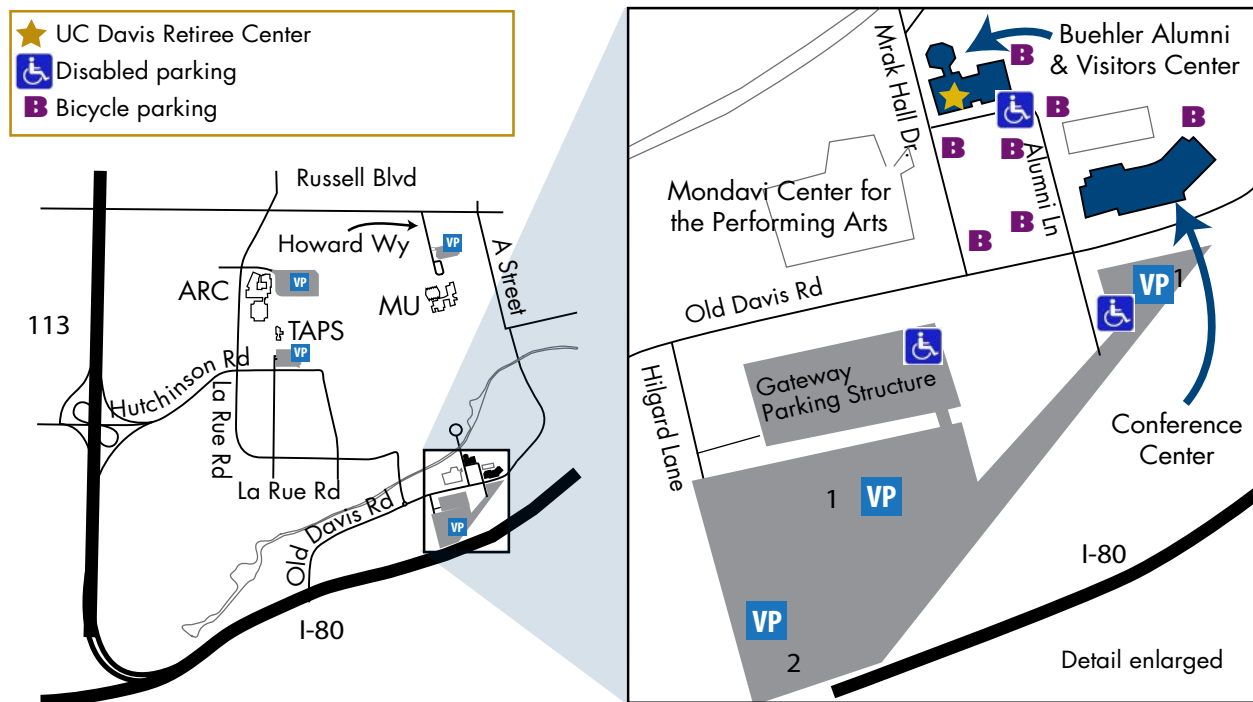 UC Davis Retiree Center
Disabled parking
B Bicycle parking
Russell Blvd
Howard Wy
VP
A Street
ARC
VP
MU
113
TAPS
VP
Hutchinson Rd
La Rue Rd
La Rue Rd
Old Davis Rd
VP
I-80
Mrak Hall Dr.
Buehler Alumni
& Visitors Center
B
B
B
B
B
Alumni Ln
Mondavi Center for
the Performing Arts
B
B
Old Davis Rd
VP 1
Hilgard Lane
Gateway
Parking Structure
Conference
Center
1 VP
I-80
VP
2
Detail enlarged